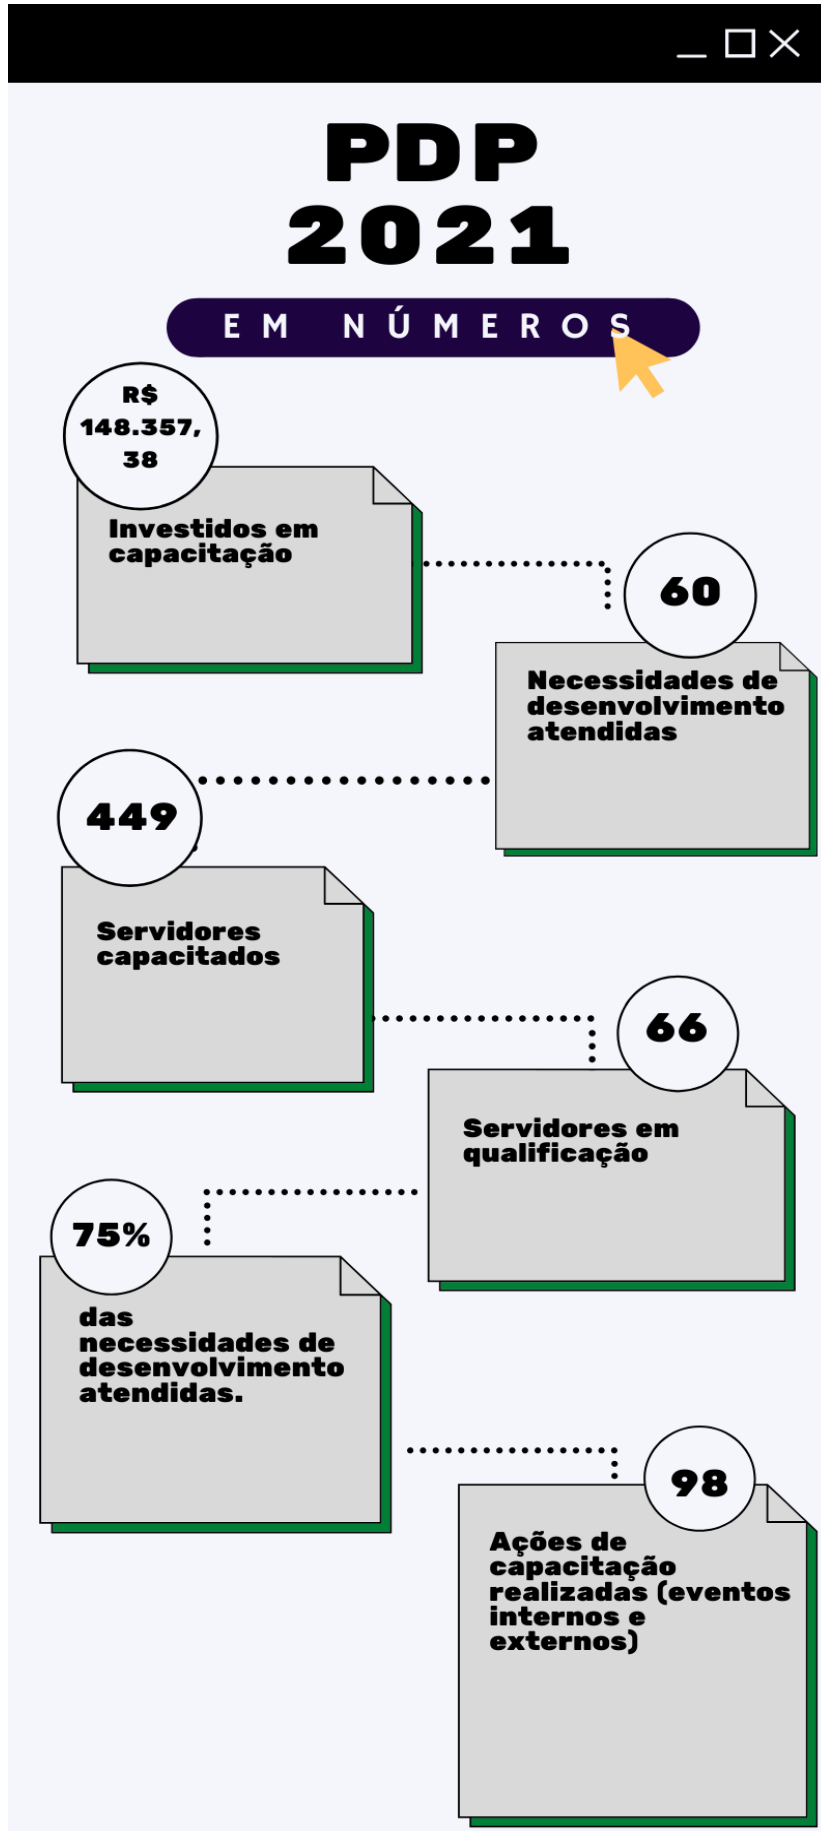 PDP
2021
EM NÚMEROS
R$
148.357,
38
Investidos em
capacitação
60
Necessidades de
desenvolvimento
atendidas
449
Servidores
capacitados
66
Servidores em
qualificação
75%
das
necessidades de
desenvolvimento
atendidas.
98
Ações de
capacitação
realizadas (eventos
internos e
externos)